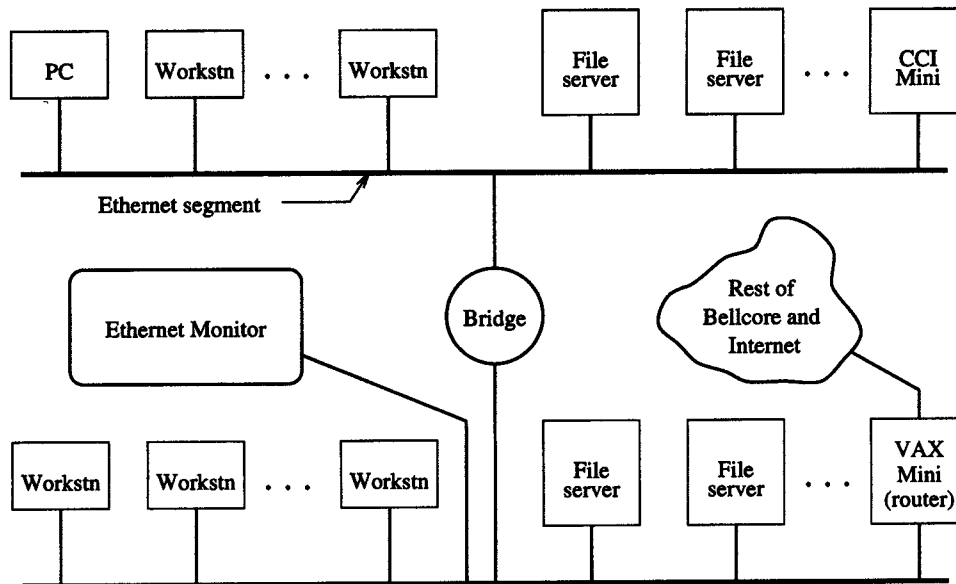 PC
Workstn
. . .
Workstn
File
server
File
server
. . .
CCI
Mini
Ethernet segment
Ethernet Monitor
Bridge
Rest of
Bellcore and
Internet
Workstn
Workstn
. . .
Workstn
File
server
File
server
. . .
VAX
Mini
(router)